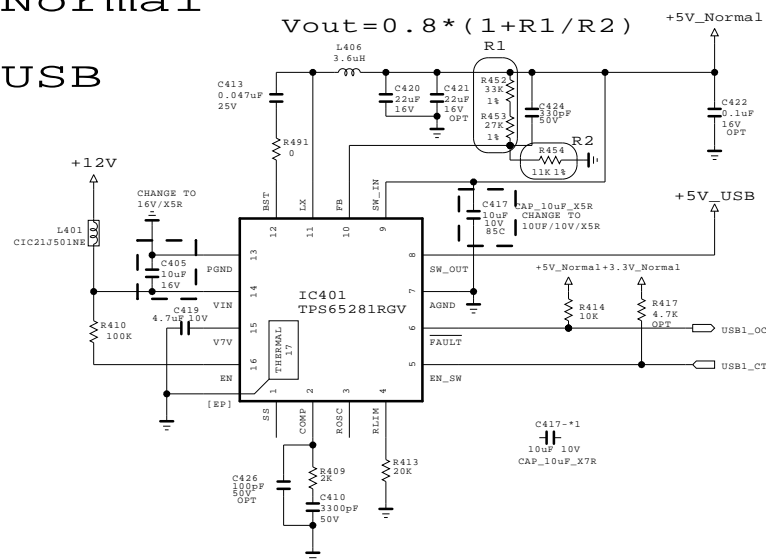 Normal
USB
Vout=0.8*(1+R1/R2)
+5V_Normal
R1
L406
3.6uH
C413
0.047uF
25V
R491
0
C420
22uF
16V
C421
22uF
16V
OPT
R452
33K
1%
R453
27K
1%
C424
330pF
50V
R2
R454
11K 1%
C422
0.1uF
16V
OPT
+12V
CHANGE TO
16V/X5R
L401
CIC21J501NE
C405
10uF
16V
R410
100K
C419
4.7uF 10V
BST
LX
FB
SW_IN
12
11
10
9
C417
10uF
10V
85C
CAP_10uF_X5R
CHANGE TO
10UF/10V/X5R
+5V_USB
PGND
VIN
V7V
EN
[EP]
13
14
15
16
IC401
TPS65281RGV
THERMAL
17
8
7
6
5
SW_OUT
AGND
FAULT
EN_SW
+5V_Normal
+3.3V_Normal
R414
10K
R417
4.7K
OPT
USB1_OC
USB1_CT
1
2
3
4
SS
COMP
ROSC
RLIM
C426
100pF
50V
OPT
R409
2K
C410
3300pF
50V
R413
20K
C417-*1
10uF 10V
CAP_10uF_X7R